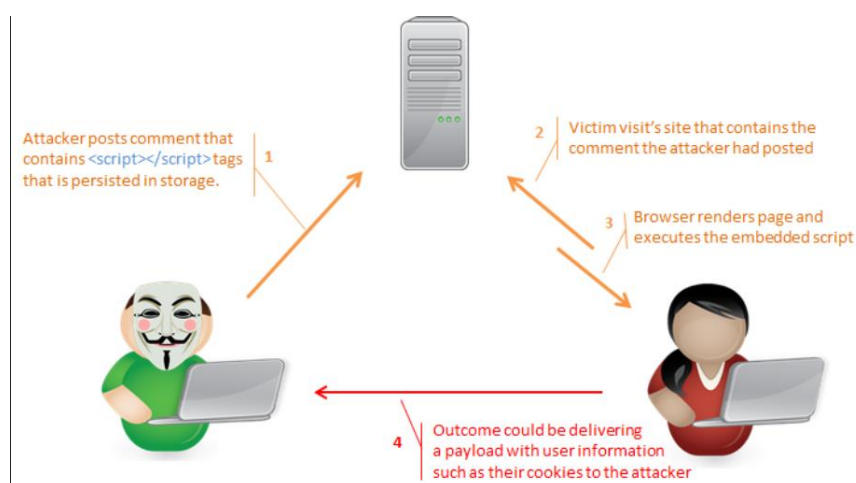 Attacker posts comment that
contains <script></script> tags
that is persisted in storage.
1
2
Victim visit's site that contains the
comment the attacker had posted
3
Browser renders page and
executes the embedded script
4
Outcome could be delivering
a payload with user information
such as their cookies to the attacker